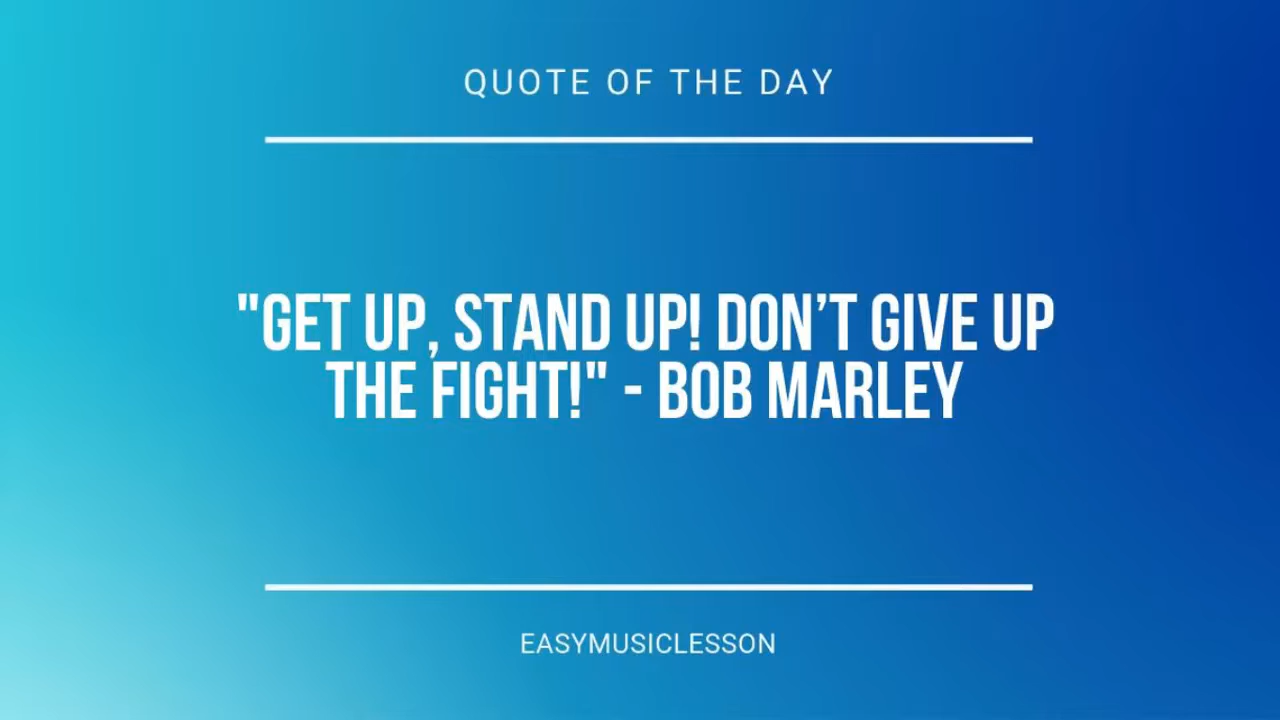 QUOTE OF THE DAY
"GET UP, STAND UP! DON’T GIVE UP
THE FIGHT!" - BOB MARLEY
EASYMUSICLESSON